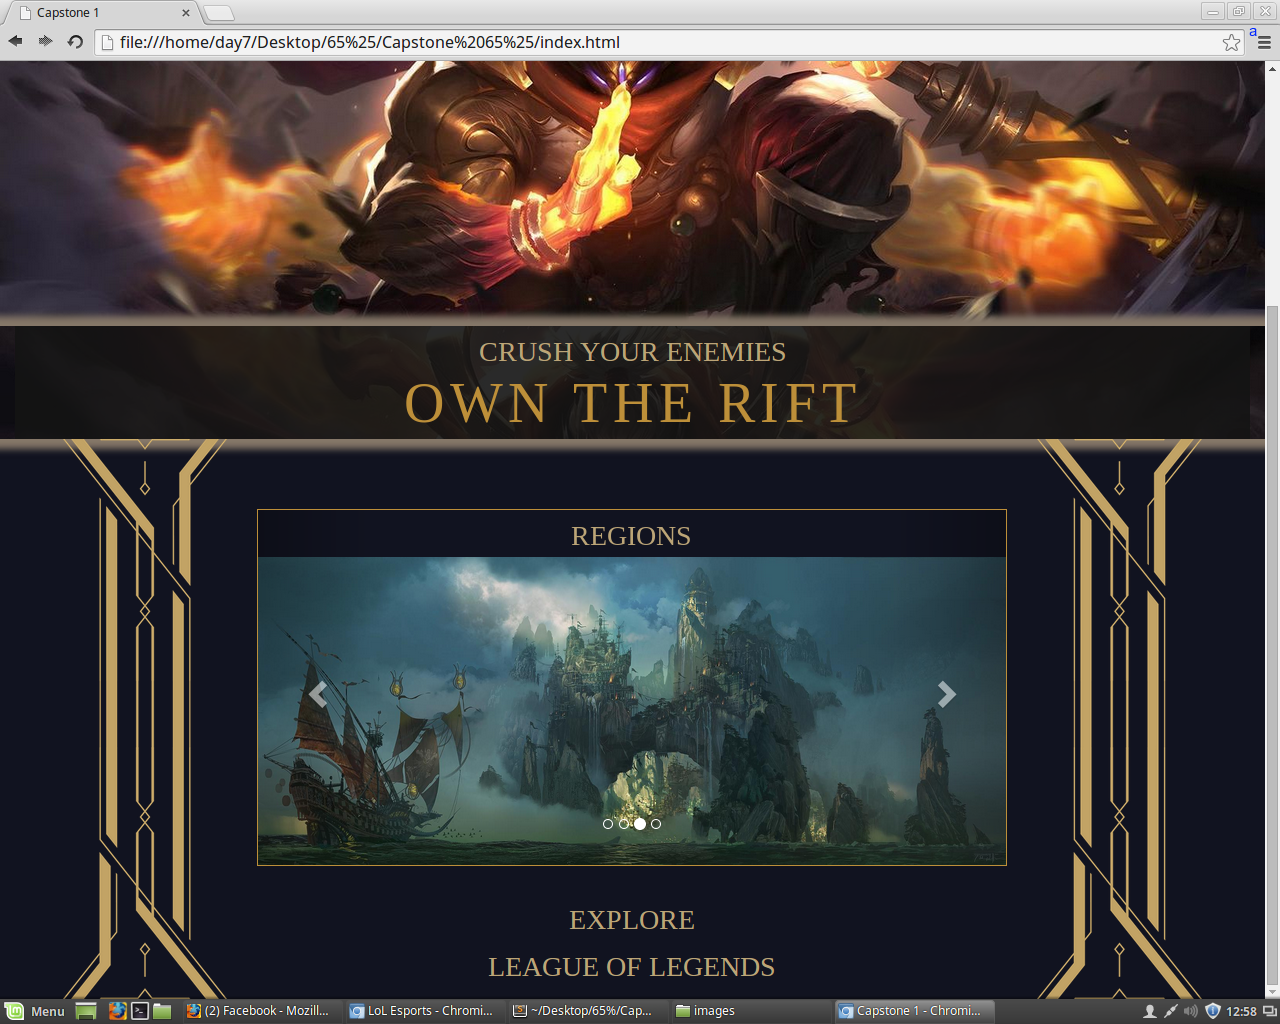 Capstone 1
file:///home/day7/Desktop/65%25/Capstone%2065%25/index.html
a
CRUSH YOUR ENEMIES
OWN THE RIFT
REGIONS
EXPLORE
LEAGUE OF LEGENDS
Menu
(2) Facebook - Mozill...
LoL Esports - Chromi...
~/Desktop/65%/Cap...
images
Capstone 1 - Chromi...
12:58